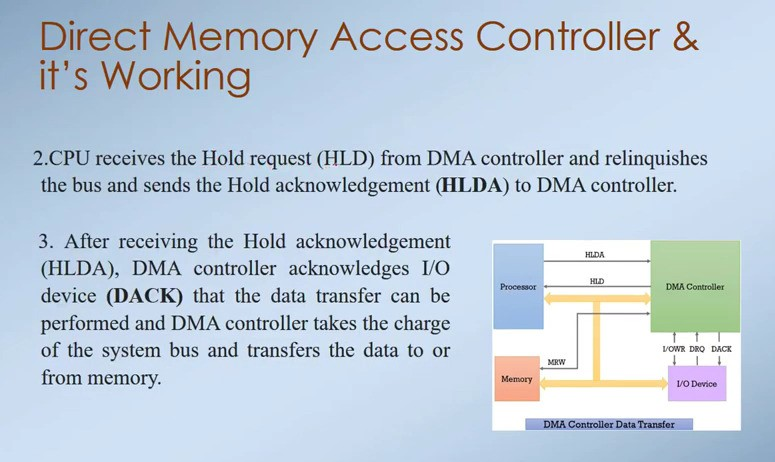 Direct Memory Access Controller &
it's Working
2.CPU receives the Hold request (HLD) from DMA controller and relinquishes
the bus and sends the Hold acknowledgement (HLDA) to DMA controller.
3. After receiving the Hold acknowledgement
(HLDA), DMA controller acknowledges I/O
device (DACK) that the data transfer can be
performed and DMA controller takes the charge
of the system bus and transfers the data to or
from memory.
HLDA
Processor
HLD
DMA Controller
I/OWR DRQ DACK
MRW
Memory
I/O Device
DMA Controller Data Transfer